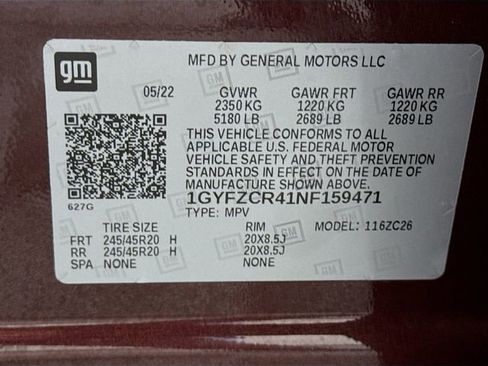 gm
MFD BY GENERAL MOTORS LLC
05/22 GVWR GAWR FRT GAWR RR
2350 KG 1220 KG 1220 KG
5180 LB 2689 LB 2689 LB
THIS VEHICLE CONFORMS TO ALL
APPLICABLE U.S. FEDERAL MOTOR
VEHICLE SAFETY AND THEFT PREVENTION
STANDARDS IN EFFECT ON THE DATE OF
MANUFACTURE SHOWN ABOVE.
627G 1GYFZCR41NF159471
TYPE: MPV
TIRE SIZE RIM MODEL: 116ZC26
FRT 245/45R20 H 20X8.5J
RR 245/45R20 H 20X8.5J
SPA NONE NONE